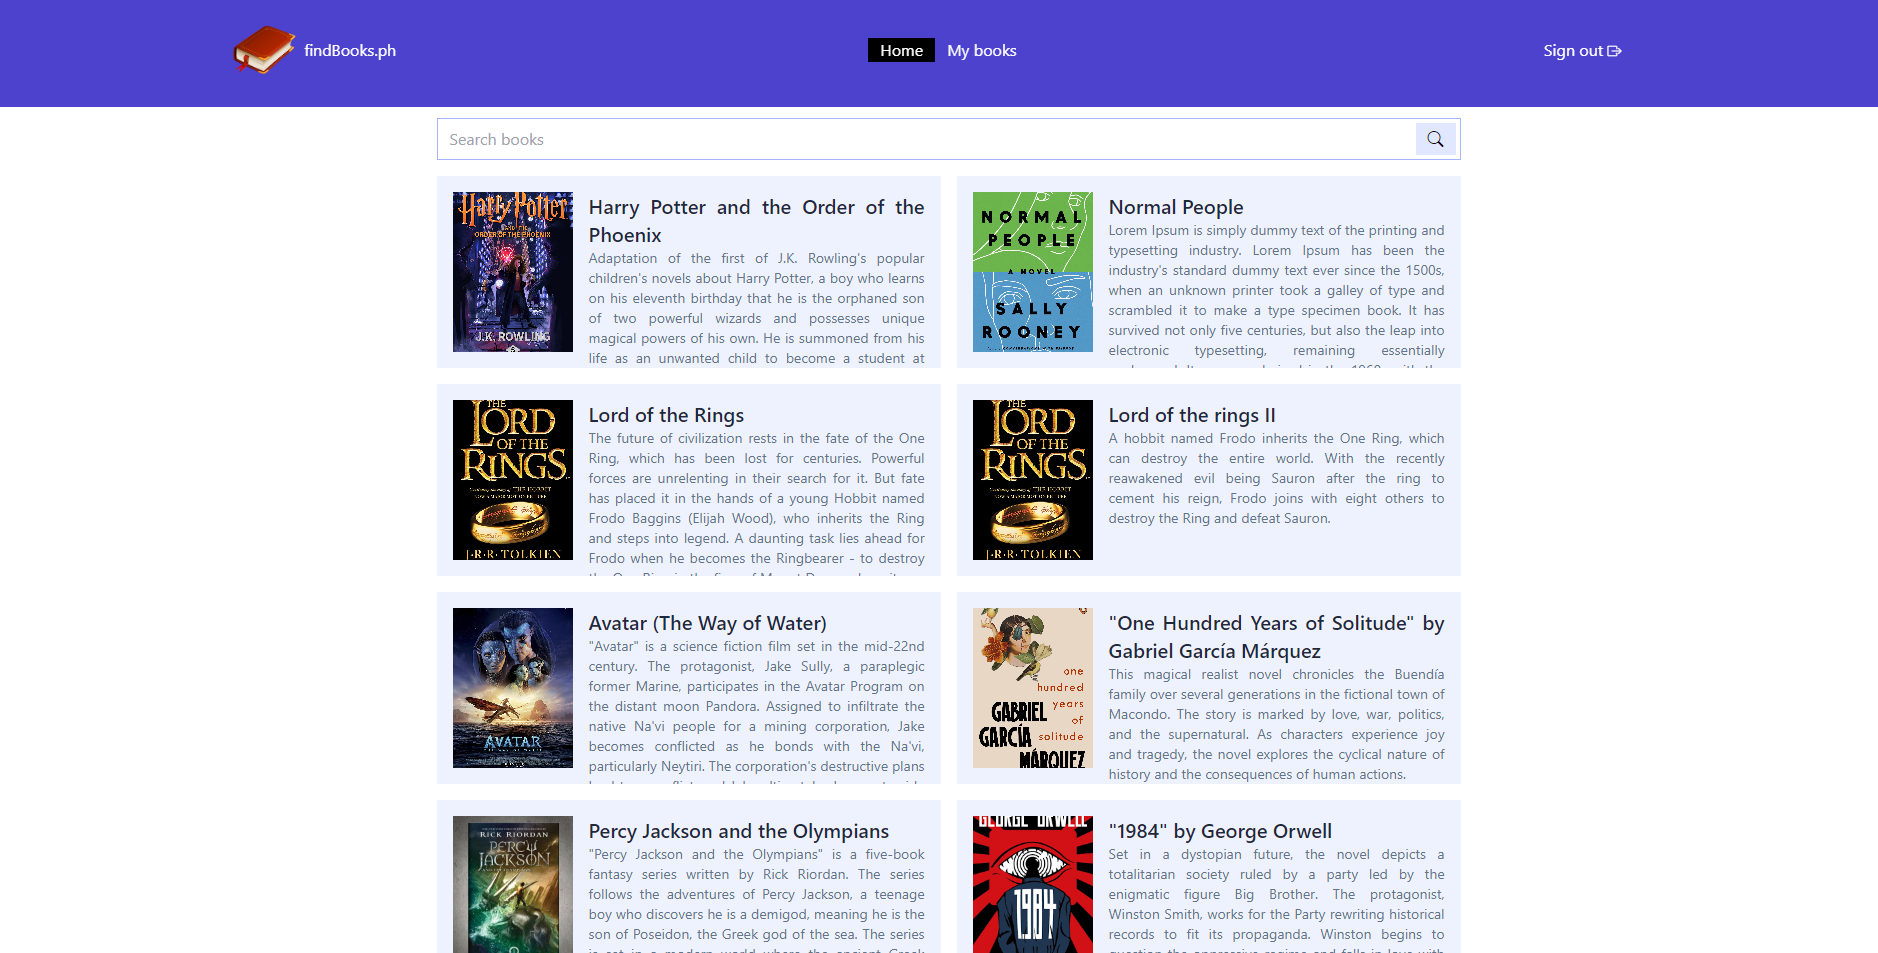 findBooks.ph
Home
My books
Sign out
Search books
Harry Potter
AND THE
ORDER OF THE PHOENIX
J.K. ROWLING
Harry Potter and the Order of the
Phoenix
Adaptation of the first of J.K. Rowling's popular
children's novels about Harry Potter, a boy who learns
on his eleventh birthday that he is the orphaned son
of two powerful wizards and possesses unique
magical powers of his own. He is summoned from his
life as an unwanted child to become a student at
NORMAL
PEOPLE
A NOVEL
SALLY
ROONEY
Normal People
Lorem Ipsum is simply dummy text of the printing and
typesetting industry. Lorem Ipsum has been the
industry's standard dummy text ever since the 1500s,
when an unknown printer took a galley of type and
scrambled it to make a type specimen book. It has
survived not only five centuries, but also the leap into
electronic typesetting, remaining essentially
THE
LORD
OF THE
RINGS
J·R·R·TOLKIEN
Lord of the Rings
The future of civilization rests in the fate of the One
Ring, which has been lost for centuries. Powerful
forces are unrelenting in their search for it. But fate
has placed it in the hands of a young Hobbit named
Frodo Baggins (Elijah Wood), who inherits the Ring
and steps into legend. A daunting task lies ahead for
Frodo when he becomes the Ringbearer - to destroy
THE
LORD
OF THE
RINGS
J·R·R·TOLKIEN
Lord of the rings II
A hobbit named Frodo inherits the One Ring, which
can destroy the entire world. With the recently
reawakened evil being Sauron after the ring to
cement his reign, Frodo joins with eight others to
destroy the Ring and defeat Sauron.
AVATAR
Avatar (The Way of Water)
"Avatar" is a science fiction film set in the mid-22nd
century. The protagonist, Jake Sully, a paraplegic
former Marine, participates in the Avatar Program on
the distant moon Pandora. Assigned to infiltrate the
native Na'vi people for a mining corporation, Jake
becomes conflicted as he bonds with the Na'vi,
particularly Neytiri. The corporation's destructive plans
one
hundred
years
of
solitude
GABRIEL
GARCÍA
MÁRQUEZ
"One Hundred Years of Solitude" by
Gabriel García Márquez
This magical realist novel chronicles the Buendía
family over several generations in the fictional town of
Macondo. The story is marked by love, war, politics,
and the supernatural. As characters experience joy
and tragedy, the novel explores the cyclical nature of
history and the consequences of human actions.
RICK RIORDAN
PERCY
JACKSON
Percy Jackson and the Olympians
"Percy Jackson and the Olympians" is a five-book
fantasy series written by Rick Riordan. The series
follows the adventures of Percy Jackson, a teenage
boy who discovers he is a demigod, meaning he is the
son of Poseidon, the Greek god of the sea. The series
is set in a modern world where the ancient Greek
GEORGE ORWELL
1984
"1984" by George Orwell
Set in a dystopian future, the novel depicts a
totalitarian society ruled by a party led by the
enigmatic figure Big Brother. The protagonist,
Winston Smith, works for the Party rewriting historical
records to fit its propaganda. Winston begins to
question the oppressive regime and falls in love with